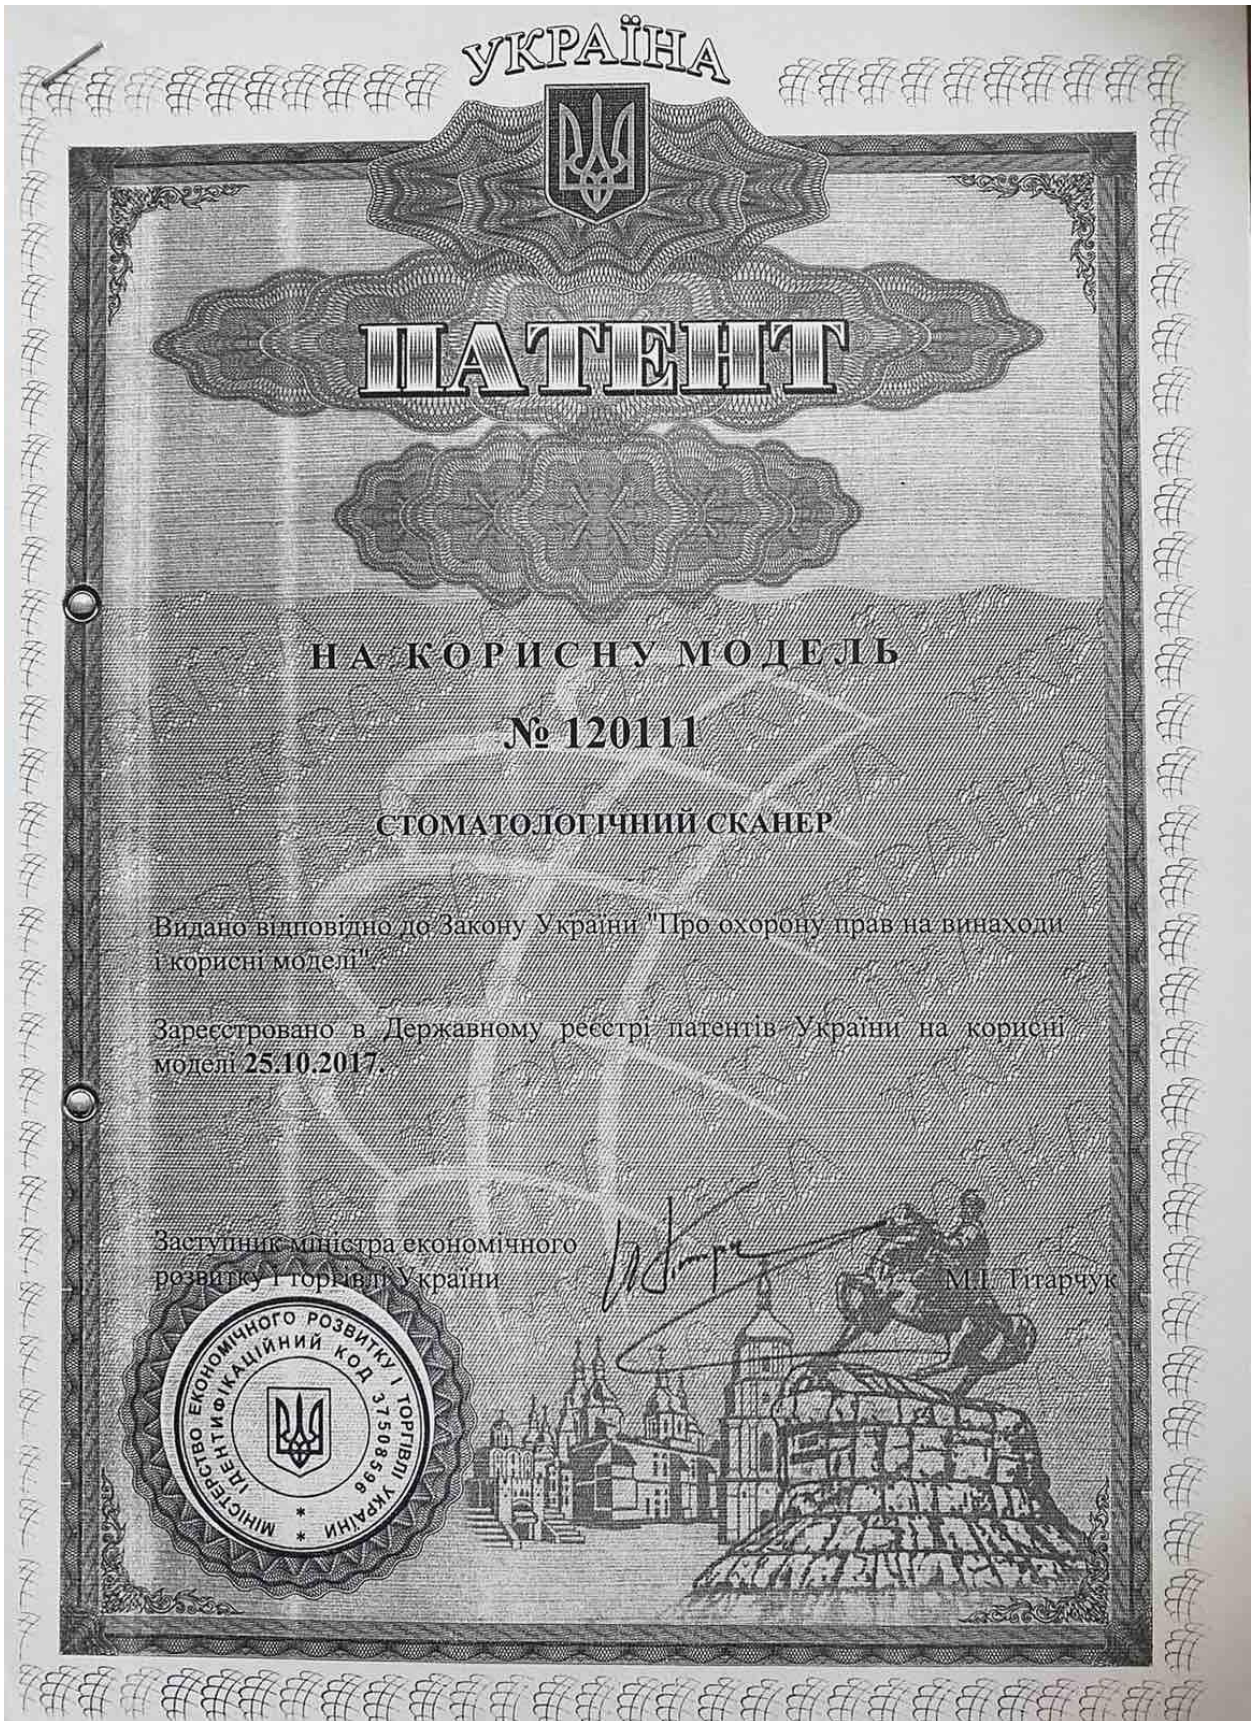 УКРАЇНА
ПАТЕНТ
НА КОРИСНУ МОДЕЛЬ
№ 120111
СТОМАТОЛОГІЧНИЙ СКАНЕР
Видано відповідно до Закону України "Про охорону прав на винаходи
і корисні моделі".
Зареєстровано в Державному реєстрі патентів України на корисні
моделі 25.10.2017.
Заступник міністра економічного
розвитку і торгівлі України
М.І. Тітарчук
МІНІСТЕРСТВО ЕКОНОМІЧНОГО РОЗВИТКУ І ТОРГІВЛІ УКРАЇНИ
ІДЕНТИФІКАЦІЙНИЙ КОД 37508596